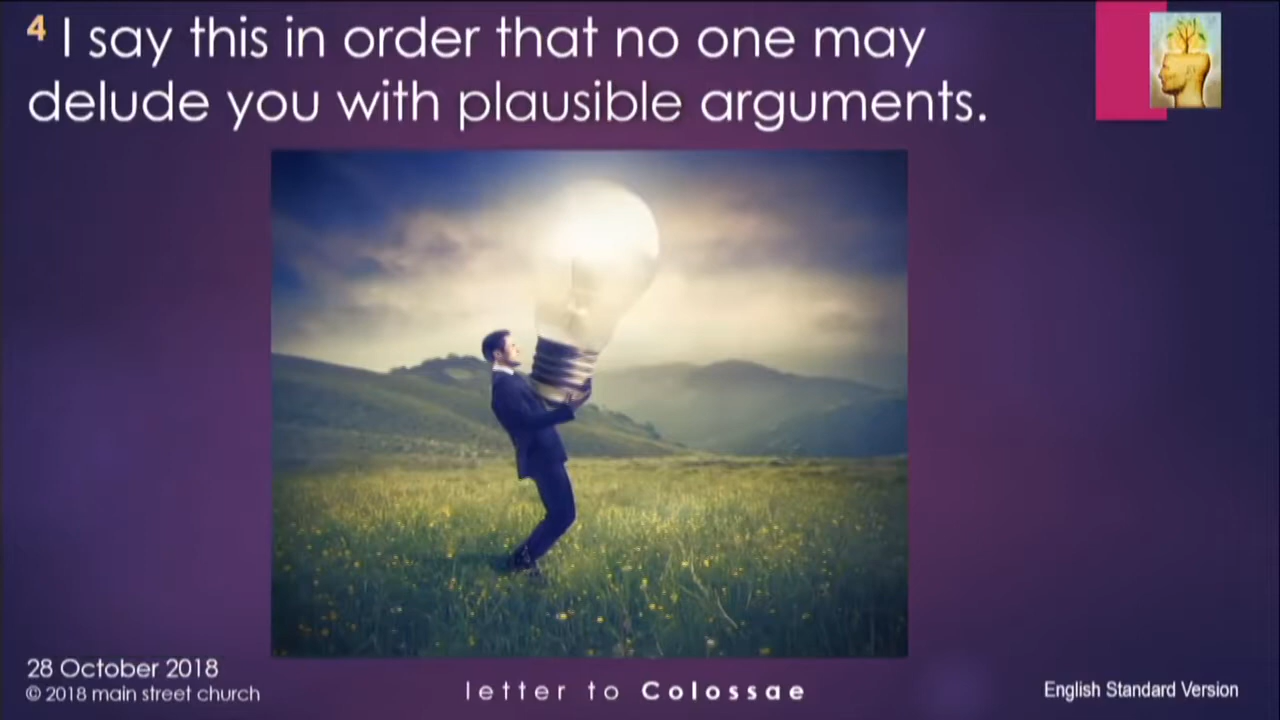 4 I say this in order that no one may
delude you with plausible arguments.
28 October 2018
© 2018 main street church
letter to Colossae
English Standard Version